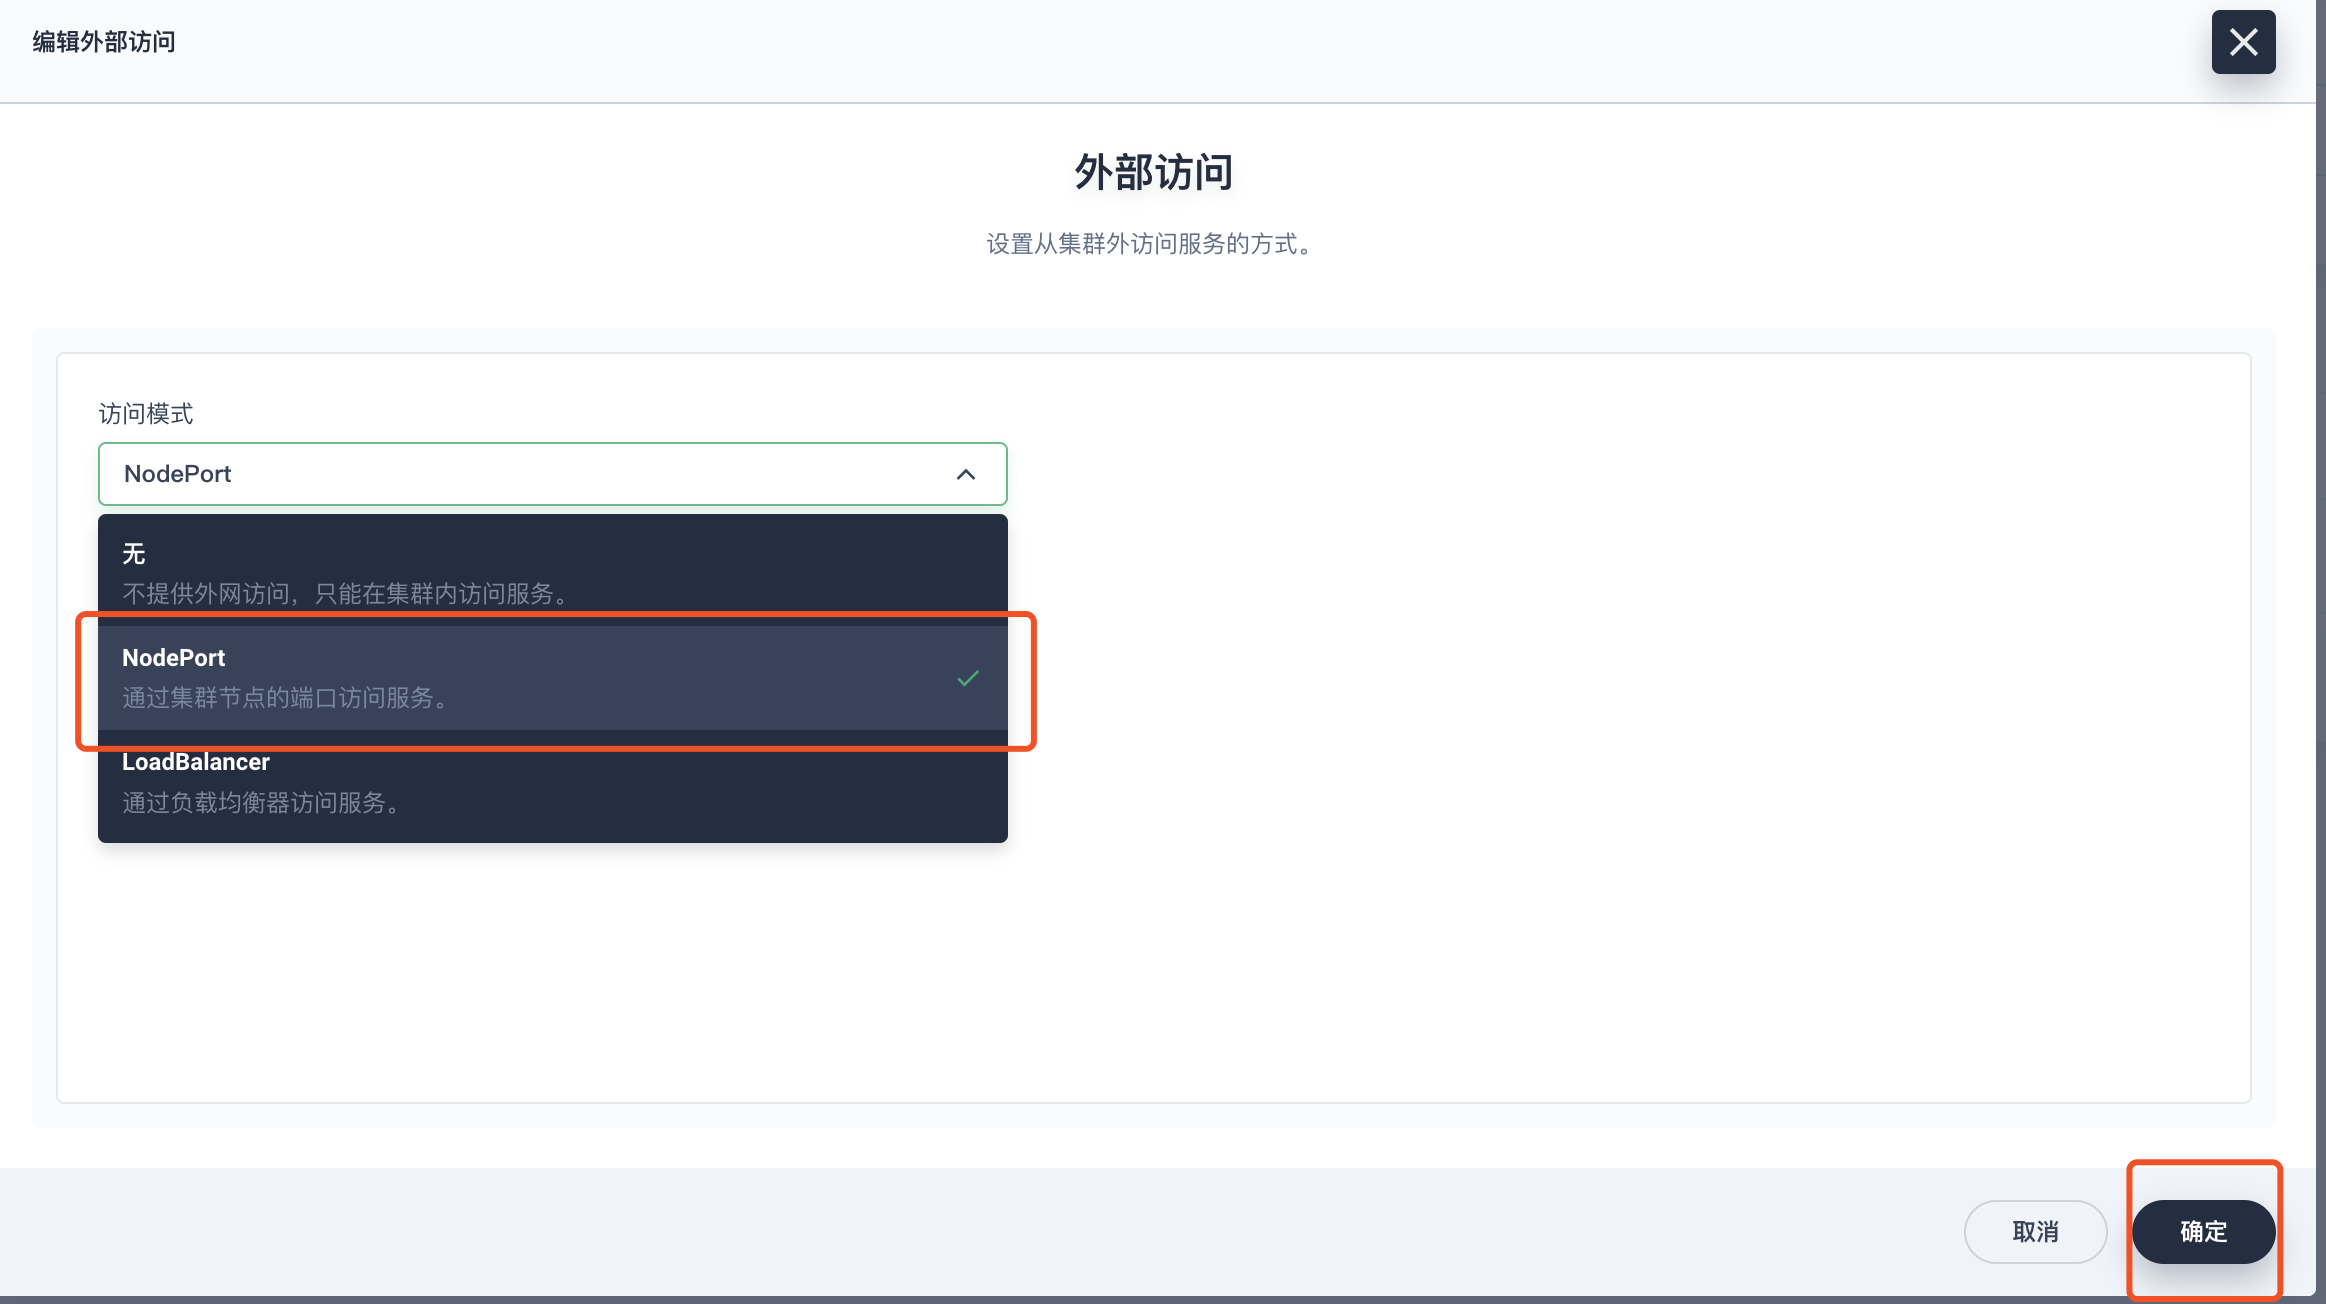 编辑外部访问
外部访问
设置从集群外访问服务的方式。
访问模式
NodePort
无
不提供外网访问，只能在集群内访问服务。
NodePort
通过集群节点的端口访问服务。
LoadBalancer
通过负载均衡器访问服务。
取消
确定